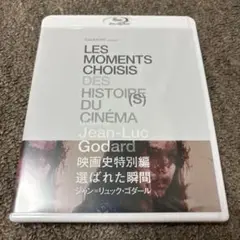 LES MOMENTS
CHOISIS
DES
HISTOIRE
(S)
DU
CINÉMA
Jean-Luc
Godard
映画史特別編
選ばれた瞬間
ジャン=リュック・ゴダール